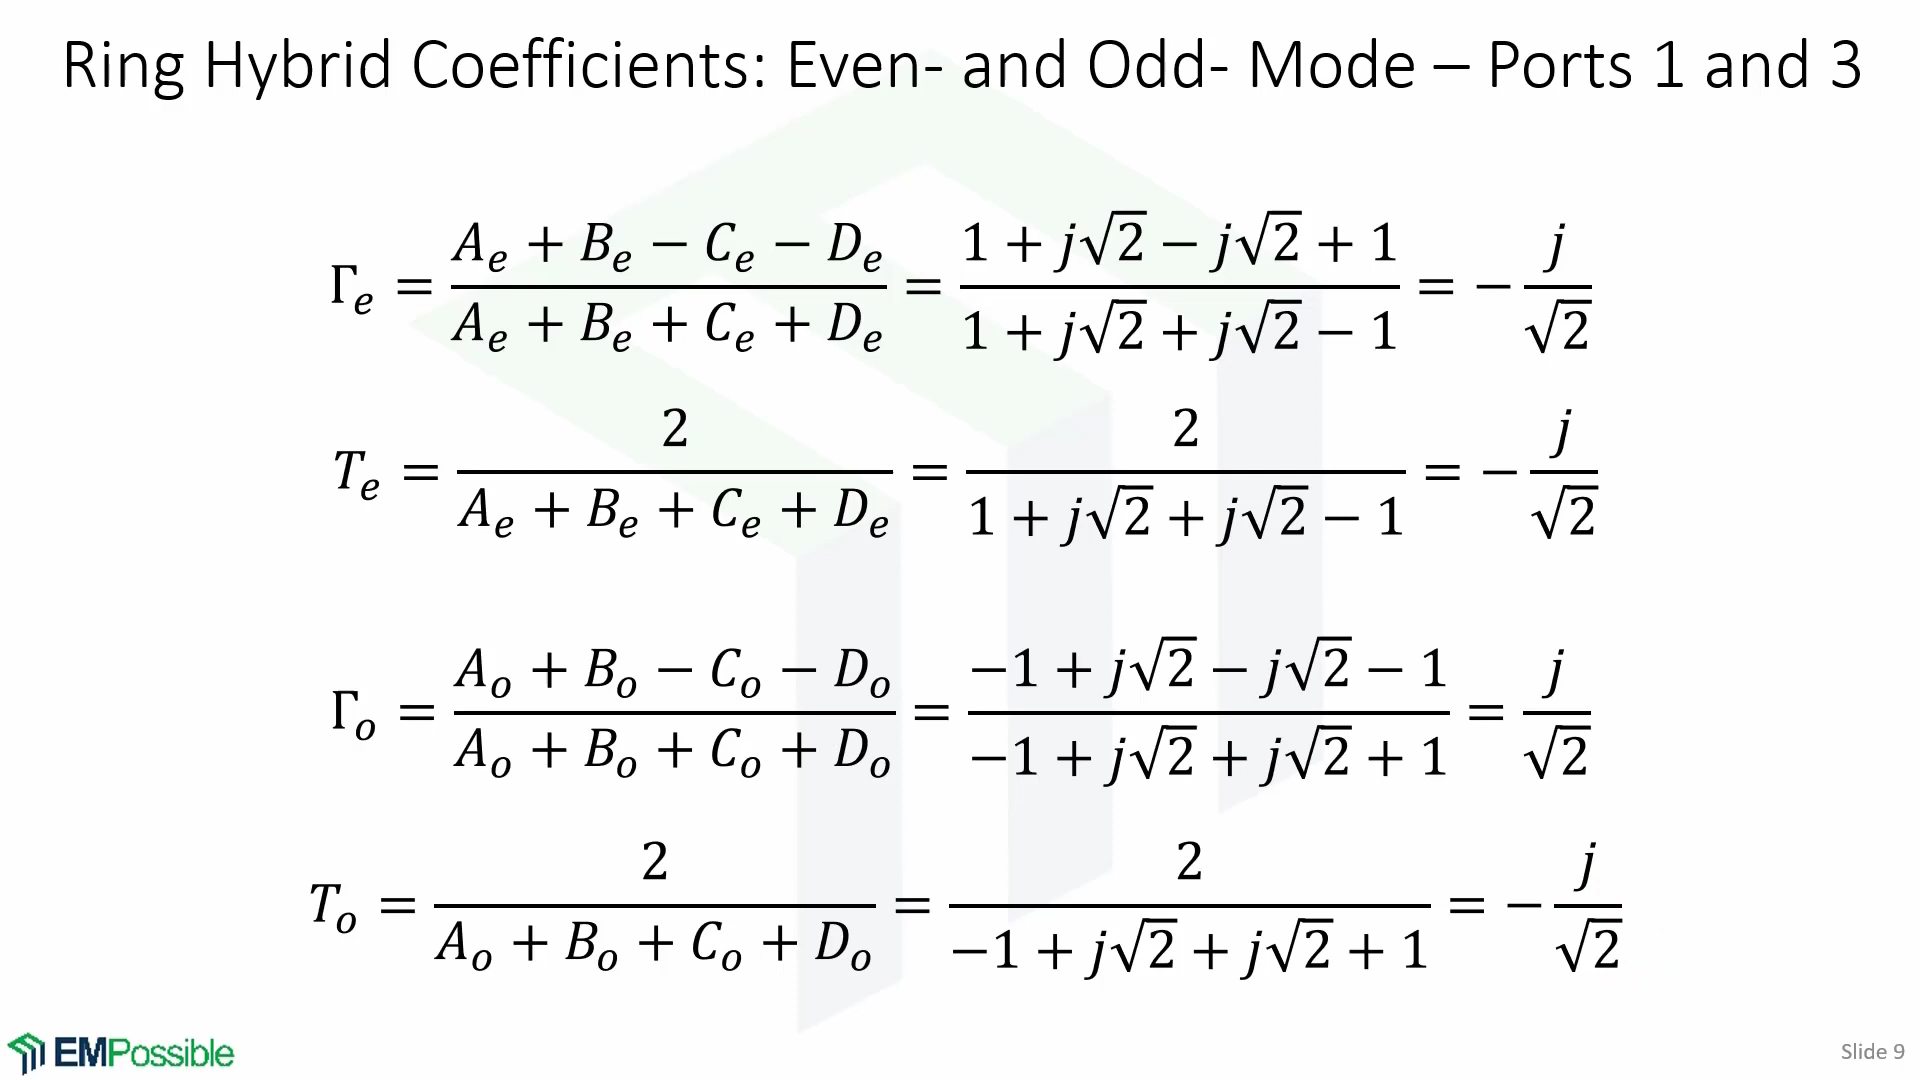 Ring Hybrid Coefficients: Even- and Odd- Mode – Ports 1 and 3
Γₑ = (Aₑ + Bₑ − Cₑ − Dₑ)/(Aₑ + Bₑ + Cₑ + Dₑ) = (1 + j√2 − j√2 + 1)/(1 + j√2 + j√2 − 1) = − j/√2
Tₑ = 2/(Aₑ + Bₑ + Cₑ + Dₑ) = 2/(1 + j√2 + j√2 − 1) = − j/√2
Γₒ = (Aₒ + Bₒ − Cₒ − Dₒ)/(Aₒ + Bₒ + Cₒ + Dₒ) = (−1 + j√2 − j√2 − 1)/(−1 + j√2 + j√2 + 1) = j/√2
Tₒ = 2/(Aₒ + Bₒ + Cₒ + Dₒ) = 2/(−1 + j√2 + j√2 + 1) = − j/√2
EMPossible
Slide 9